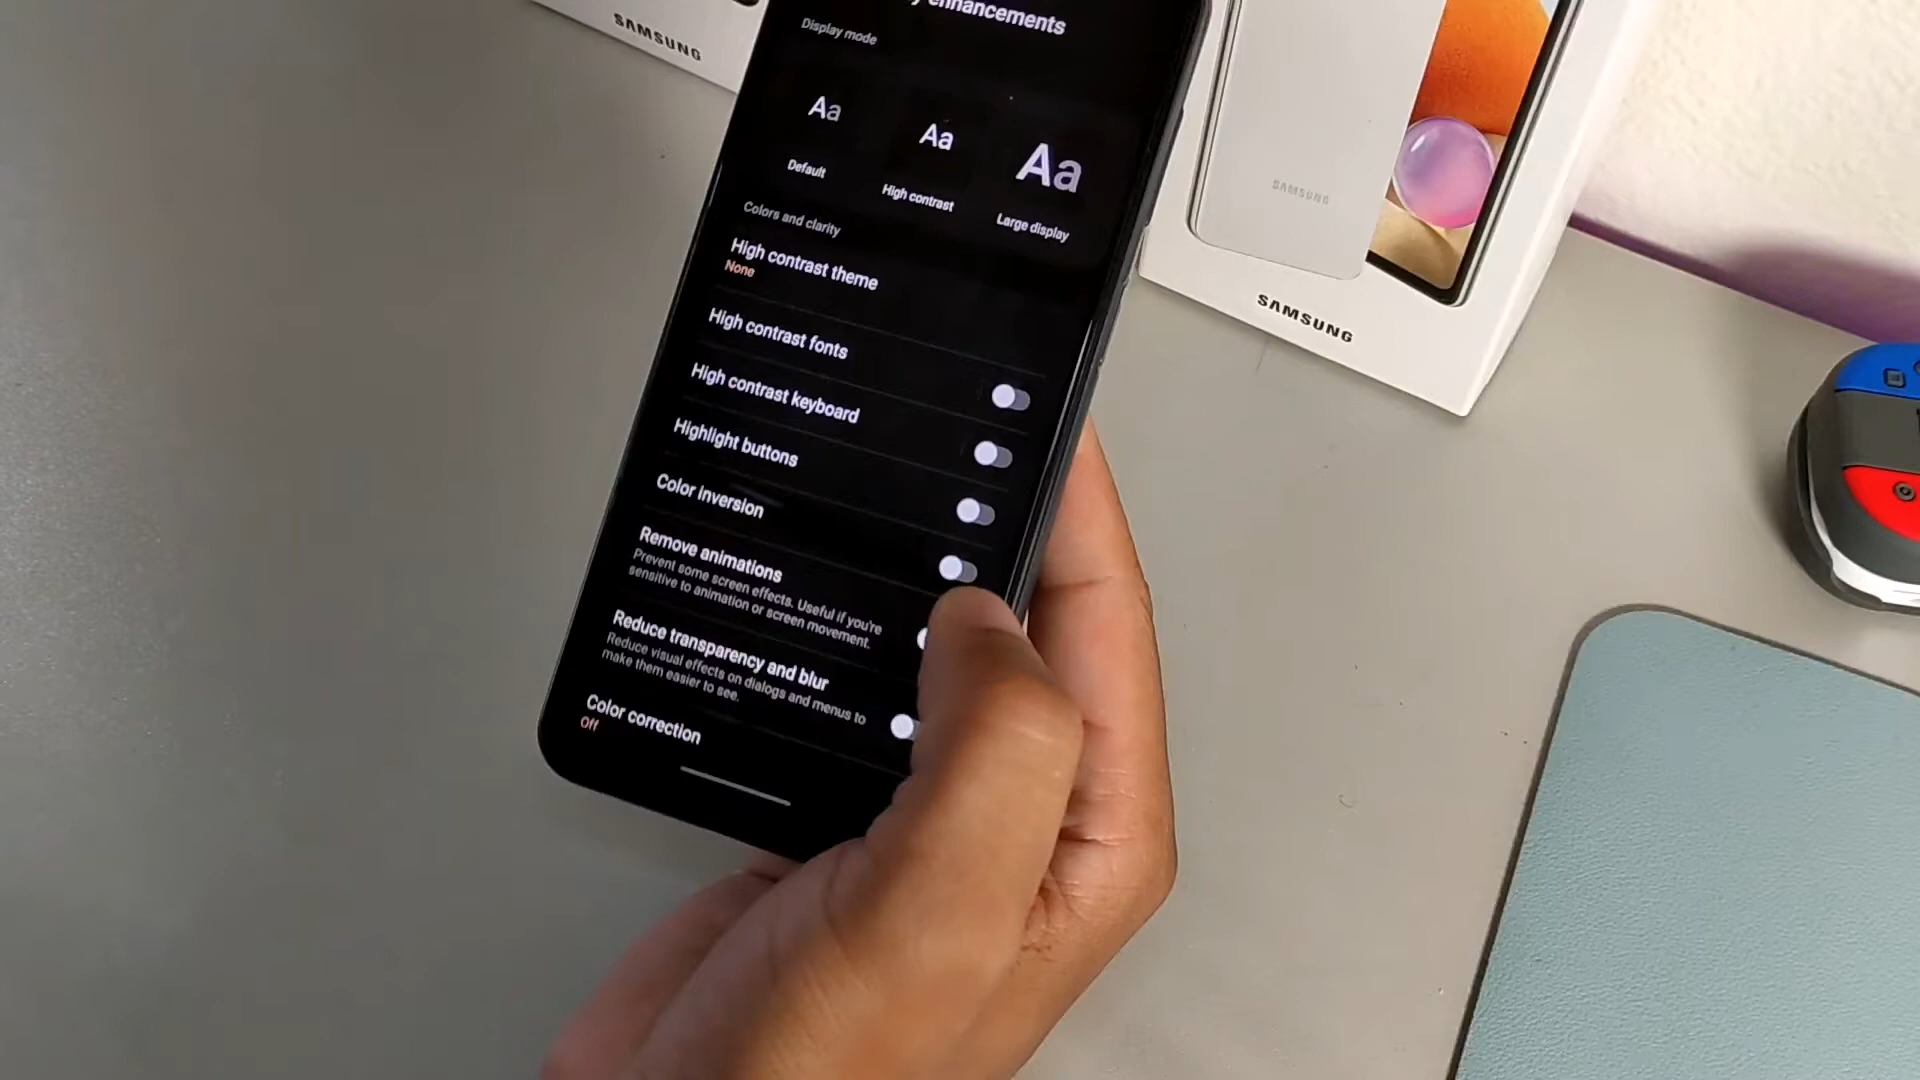 SAMSUNG
enhancements
Display mode
Aa
Aa
Aa
Default
High contrast
Large display
Colors and clarity
High contrast theme
None
High contrast fonts
High contrast keyboard
Highlight buttons
Color inversion
Remove animations
Prevent some screen effects. Useful if you're
sensitive to animation or screen movement.
Reduce transparency and blur
Reduce visual effects on dialogs and menus to
make them easier to see.
Color correction
Off
SAMSUNG
SAMSUNG